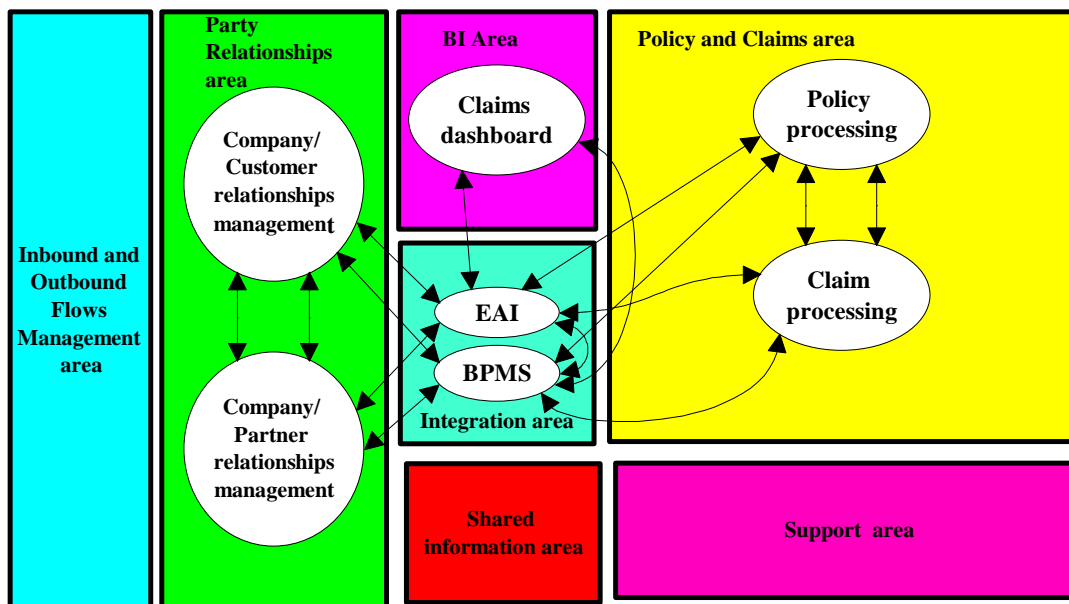 Inbound and
Outbound
Flows
Management
area
Party
Relationships
area
Company/
Customer
relationships
management
Company/
Partner
relationships
management
BI Area
Claims
dashboard
EAI
BPMS
Integration area
Shared
information area
Policy and Claims area
Policy
processing
Claim
processing
Support area